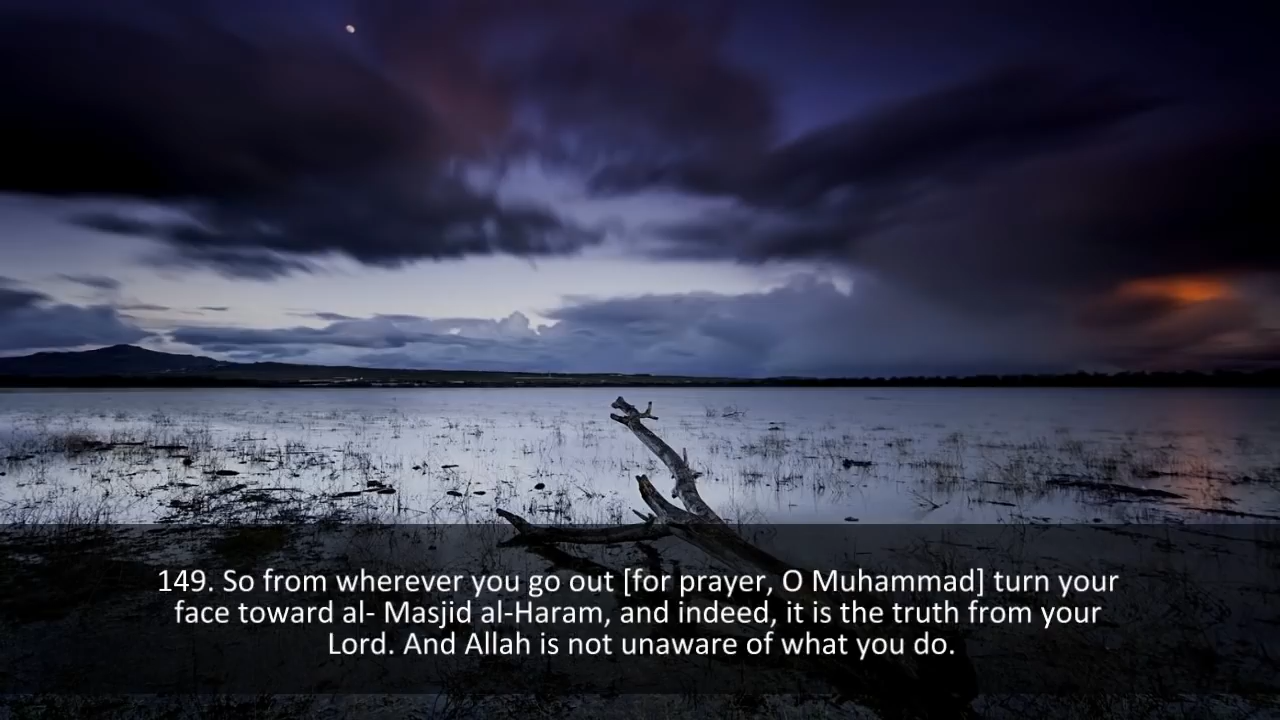 149. So from wherever you go out [for prayer, O Muhammad] turn your
face toward al- Masjid al-Haram, and indeed, it is the truth from your
Lord. And Allah is not unaware of what you do.